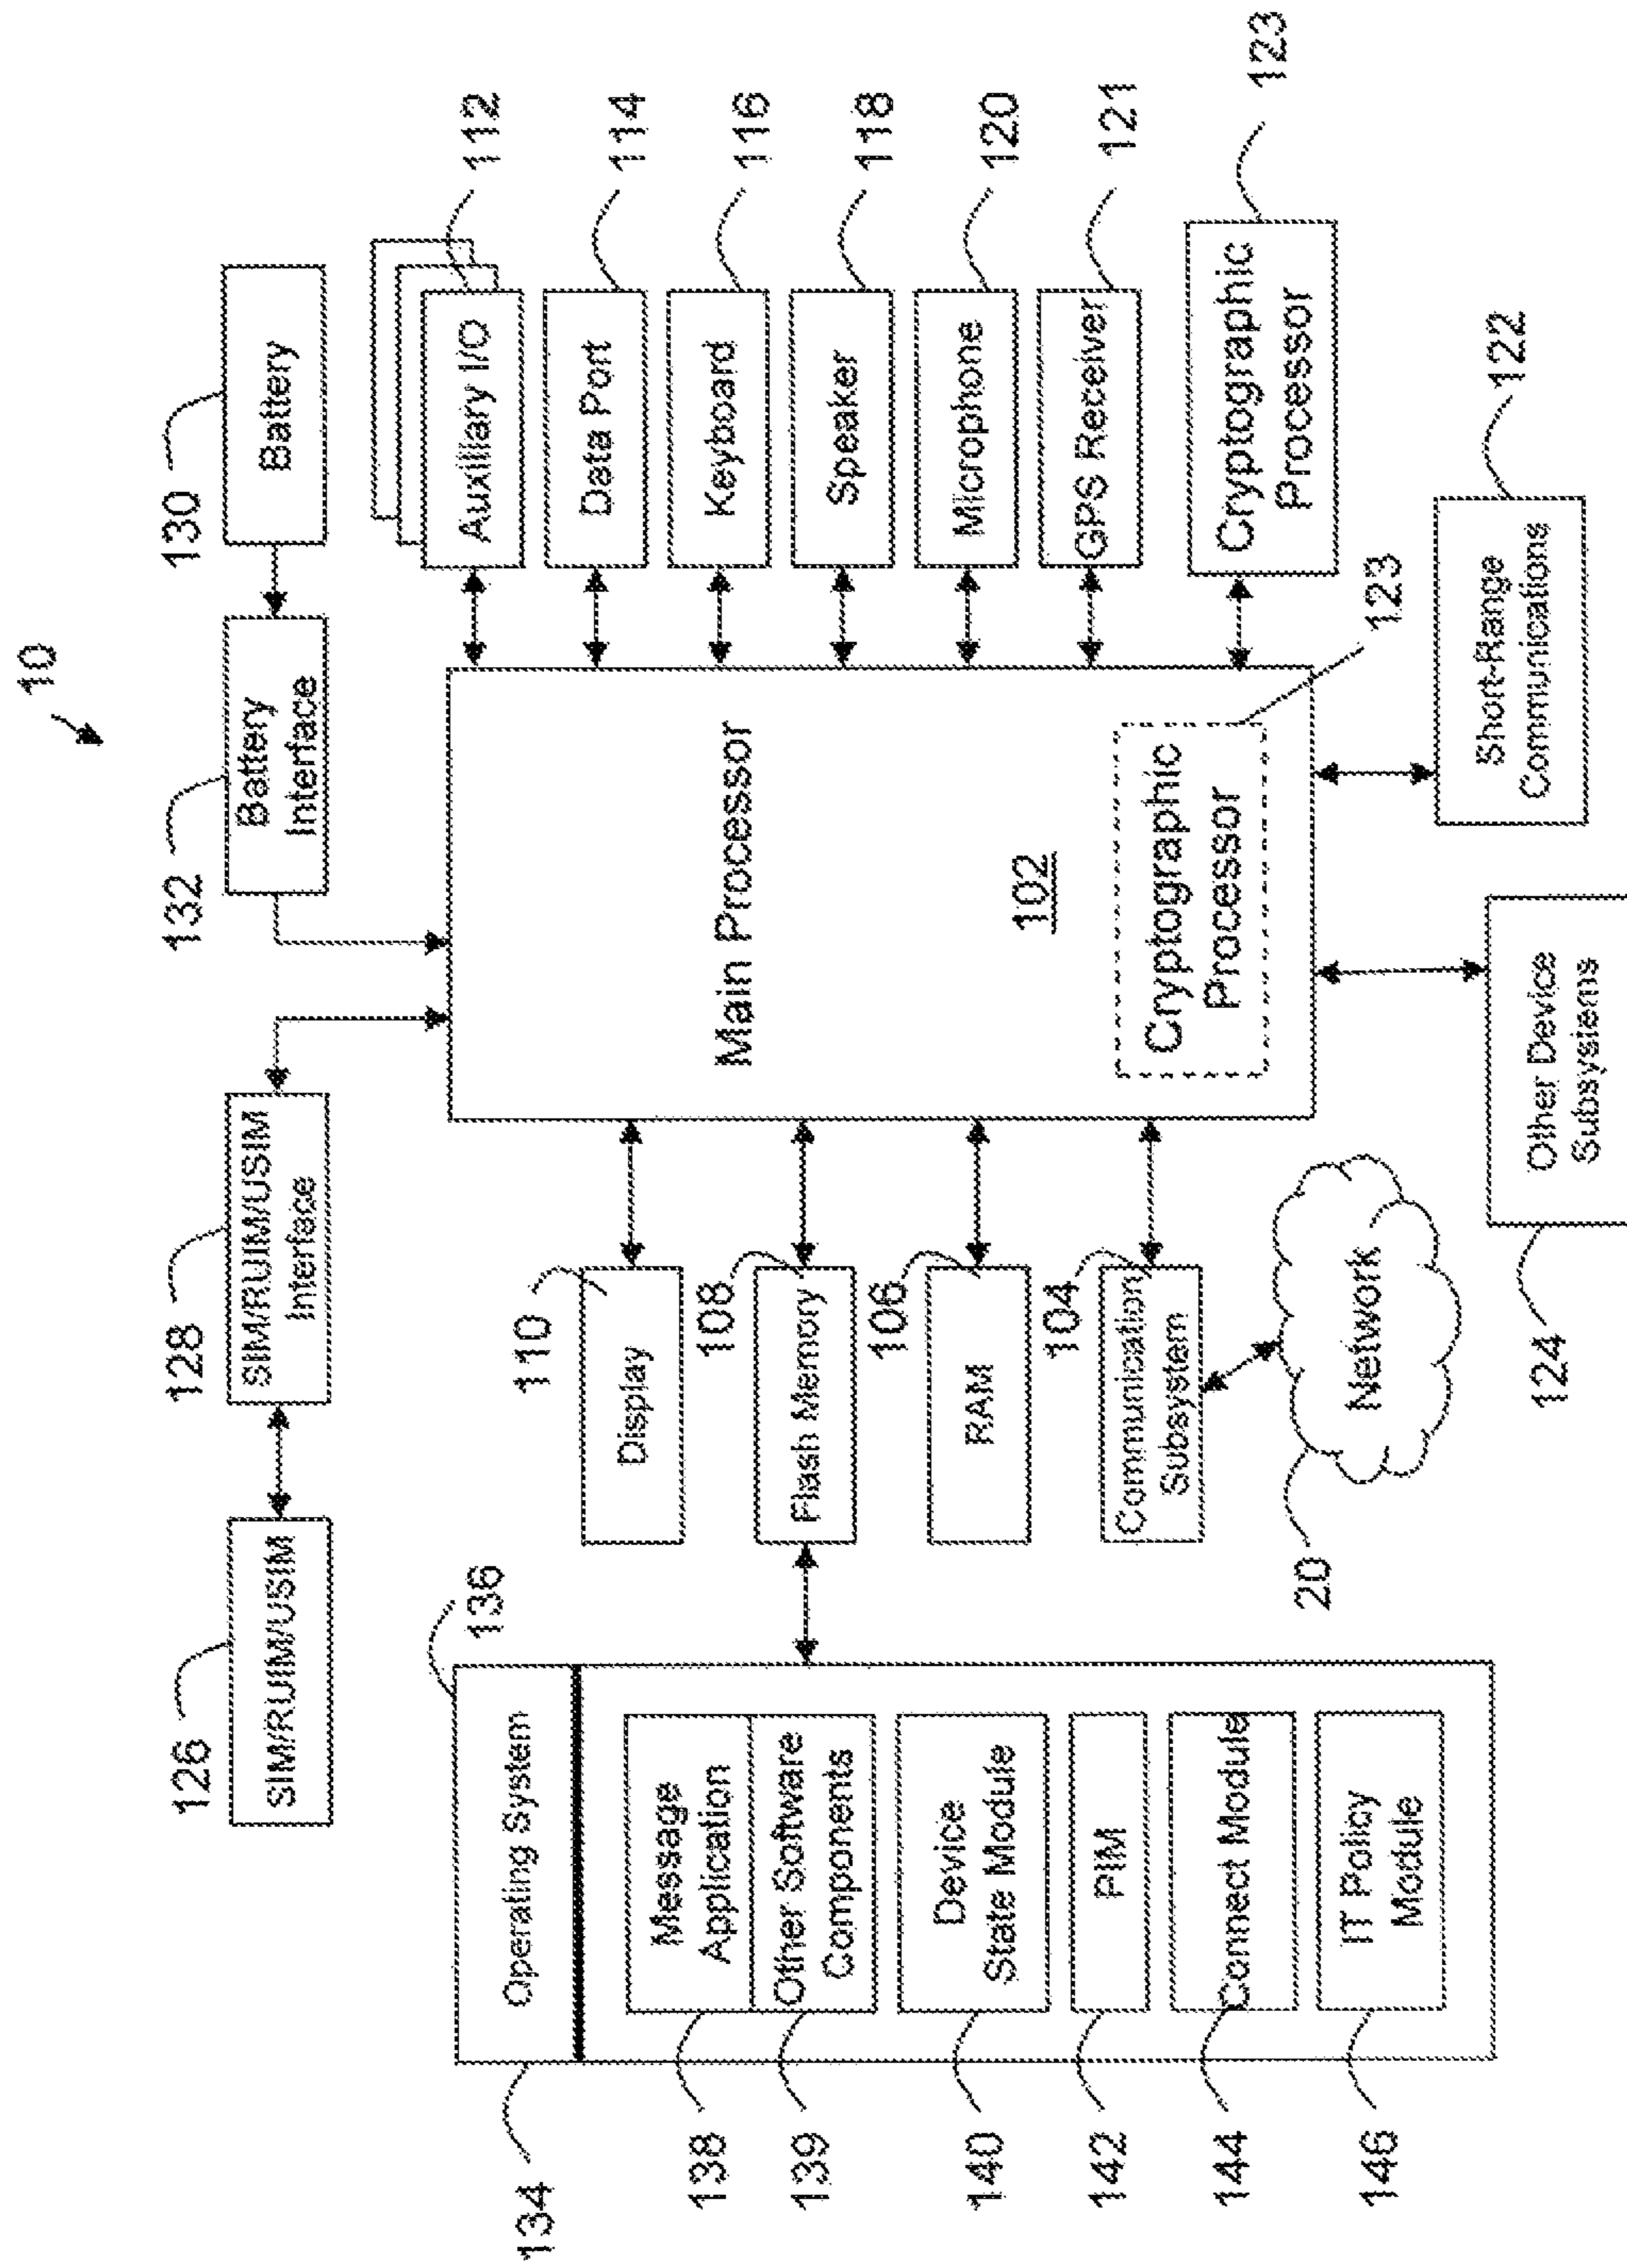 10
126
128
132
130
SIM/RUIM/USIM
SIM/RUIM/USIM
Interface
Battery
Interface
Battery
134
136
Operating System
138
Message
Application
139
Other Software
Components
140
Device
State Module
142
PIM
144
Connect Module
146
IT Policy
Module
110
Display
108
Flash Memory
106
RAM
104
Communication
Subsystem
20
Network
Main Processor
102
Cryptographic
Processor
123
Auxiliary I/O
112
Data Port
114
Keyboard
116
Speaker
118
Microphone
120
GPS Receiver
121
Cryptographic
Processor
123
Short-Range
Communications
122
Other Device
Subsystems
124